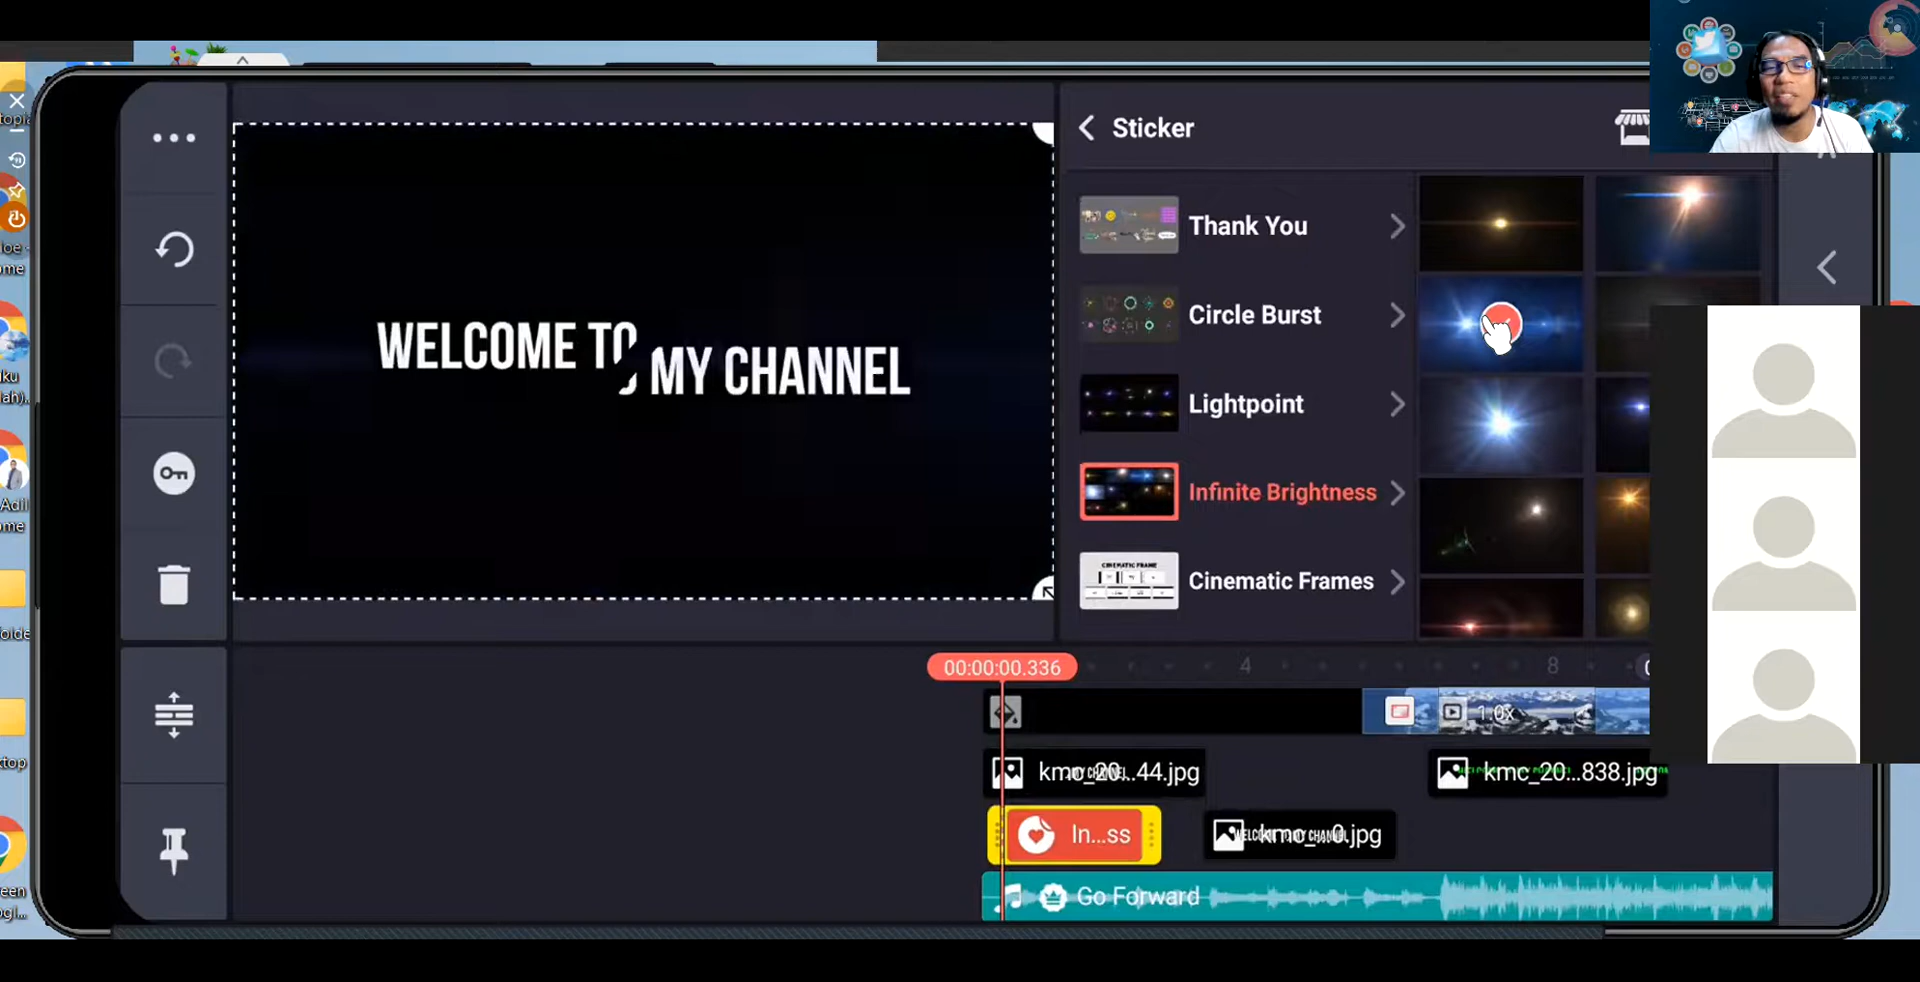 Sticker
Thank You
Circle Burst
Lightpoint
Infinite Brightness
Cinematic Frames
WELCOME TO
MY CHANNEL
00:00:00.336
4
8
1.0x
kmc_20...44.jpg
kmc_20...838.jpg
In...ss
Go Forward
Adil